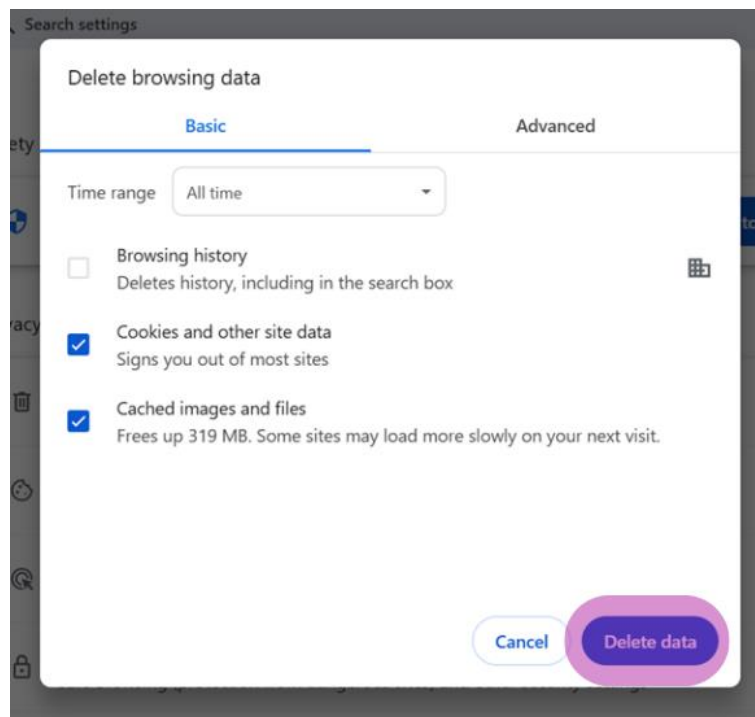 Search settings
Delete browsing data
Basic
Advanced
ety
Time range
All time
Browsing history
Deletes history, including in the search box
acy
Cookies and other site data
Signs you out of most sites
Cached images and files
Frees up 319 MB. Some sites may load more slowly on your next visit.
Cancel
Delete data